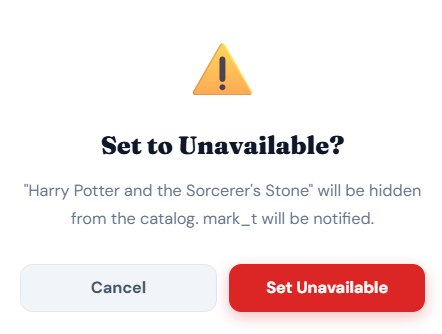 Set to Unavailable?
"Harry Potter and the Sorcerer's Stone" will be hidden
from the catalog. mark_t will be notified.
Cancel
Set Unavailable